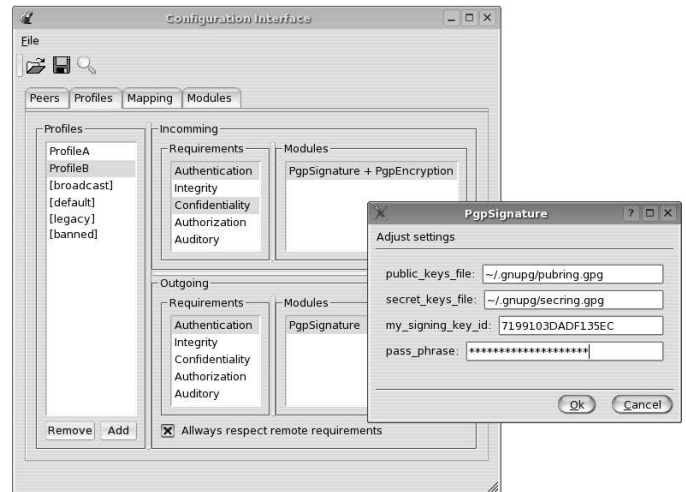 Configuration Interface
File
Peers
Profiles
Mapping
Modules
Profiles
ProfileA
ProfileB
[broadcast]
[default]
[legacy]
[banned]
Remove
Add
Incomming
Requirements
Authentication
Integrity
Confidentiality
Authorization
Auditory
Modules
PgpSignature + PgpEncryption
Outgoing
Requirements
Authentication
Integrity
Confidentiality
Authorization
Auditory
Modules
PgpSignature
Allways respect remote requirements
PgpSignature
Adjust settings
public_keys_file: ~/.gnupg/pubring.gpg
secret_keys_file: ~/.gnupg/secring.gpg
my_signing_key_id: 7199103DADF135EC
pass_phrase: ********************
Ok
Cancel